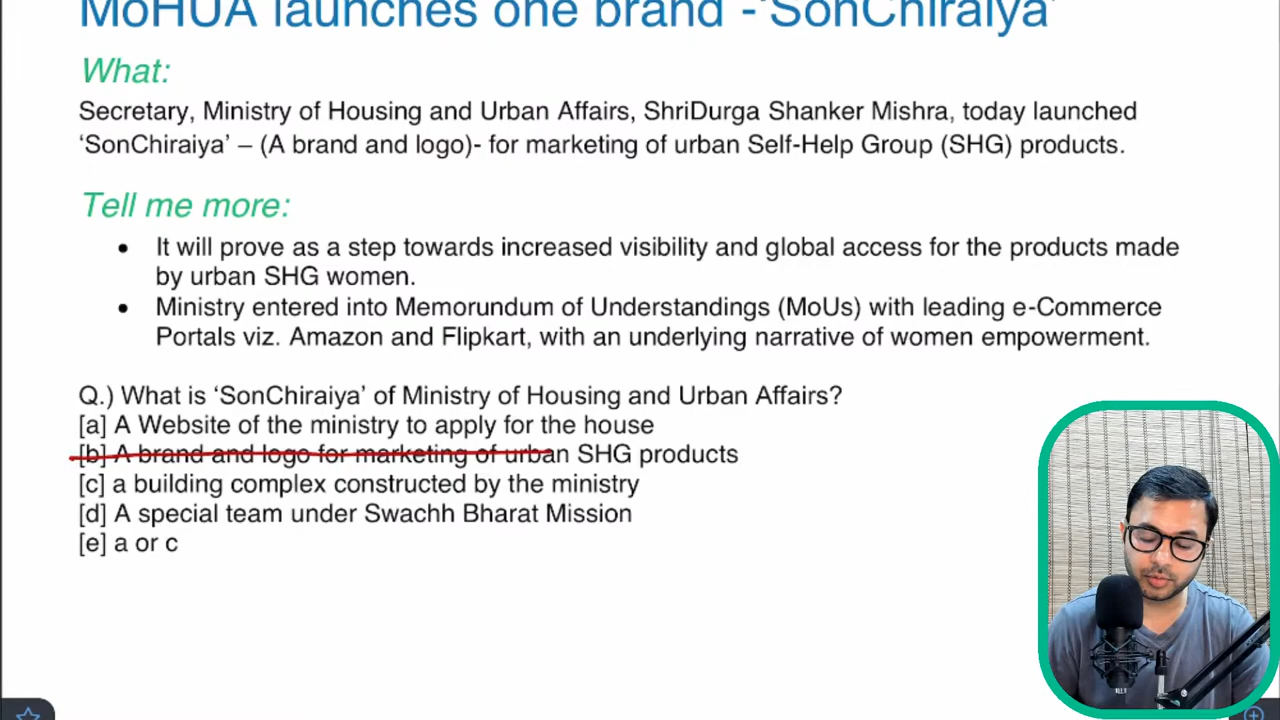 MoHUA launches one brand -‘SonChiraiya’
What:
Secretary, Ministry of Housing and Urban Affairs, ShriDurga Shanker Mishra, today launched
‘SonChiraiya’ – (A brand and logo)- for marketing of urban Self-Help Group (SHG) products.
Tell me more:
• It will prove as a step towards increased visibility and global access for the products made
by urban SHG women.
• Ministry entered into Memorundum of Understandings (MoUs) with leading e-Commerce
Portals viz. Amazon and Flipkart, with an underlying narrative of women empowerment.
Q.) What is ‘SonChiraiya’ of Ministry of Housing and Urban Affairs?
[a] A Website of the ministry to apply for the house
[b] A brand and logo for marketing of urban SHG products
[c] a building complex constructed by the ministry
[d] A special team under Swachh Bharat Mission
[e] a or c